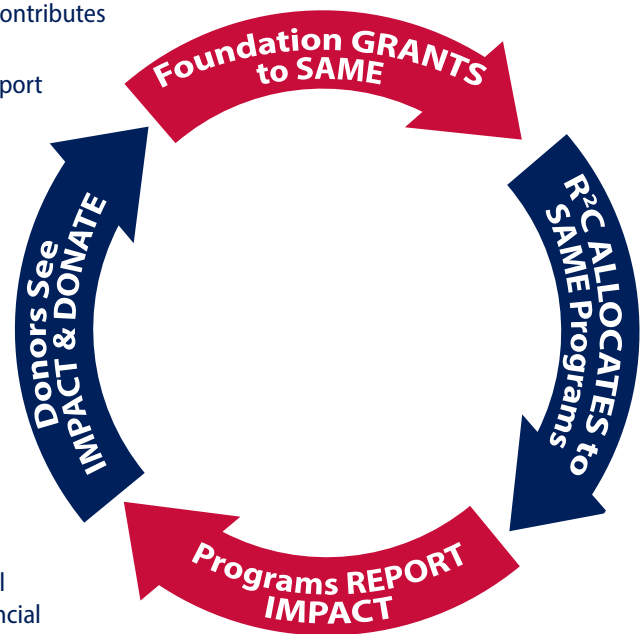 ontributes
port
Foundation GRANTS
to SAME
R²C ALLOCATES to
SAME Programs
Programs REPORT
IMPACT
Donors See
IMPACT & DONATE
l
ncial